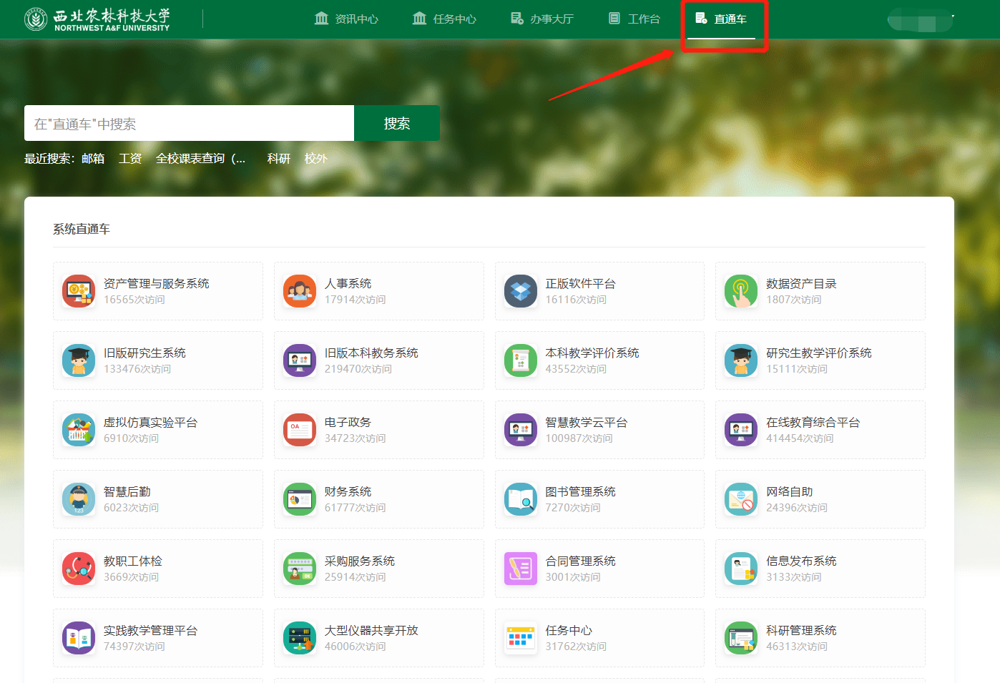 西北农林科技大学
NORTHWEST A&F UNIVERSITY
资讯中心 任务中心 办事大厅 工作台 直通车
在"直通车"中搜索 搜索
最近搜索: 邮箱 工资 全校课表查询（... 科研 校外
系统直通车
资产管理与服务系统 人事系统 正版软件平台 数据资产目录
16565次访问 17914次访问 16116次访问 1807次访问
旧版研究生系统 旧版本科教务系统 本科教学评价系统 研究生教学评价系统
133476次访问 219470次访问 43552次访问 15111次访问
虚拟仿真实验平台 电子政务 智慧教学云平台 在线教育综合平台
OA
6910次访问 34723次访问 100987次访问 414454次访问
智慧后勤 财务系统 图书管理系统 网络自助
6023次访问 61777次访问 7270次访问 24396次访问
123
教职工体检 采购服务系统 合同管理系统 信息发布系统
3669次访问 25914次访问 3001次访问 3133次访问
OK
实践教学管理平台 大型仪器共享开放 任务中心 科研管理系统
74397次访问 46006次访问 31762次访问 46313次访问